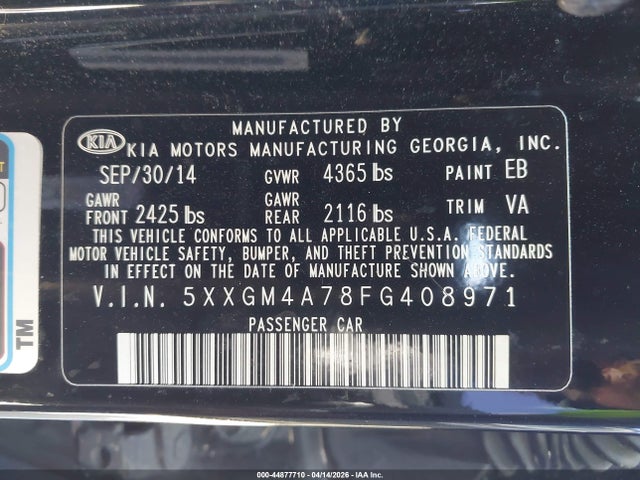 MANUFACTURED BY
KIA KIA MOTORS MANUFACTURING GEORGIA, INC.
SEP/30/14 GVWR 4365 lbs PAINT EB
GAWR FRONT 2425 lbs GAWR REAR 2116 lbs TRIM VA
THIS VEHICLE CONFORMS TO ALL APPLICABLE U.S.A. FEDERAL
MOTOR VEHICLE SAFETY, BUMPER, AND THEFT PREVENTION STANDARDS
IN EFFECT ON THE DATE OF MANUFACTURE SHOWN ABOVE.
V.I.N. 5XXGM4A78FG408971
PASSENGER CAR
TM
000-44877710 - 04/14/2026 - IAA Inc.